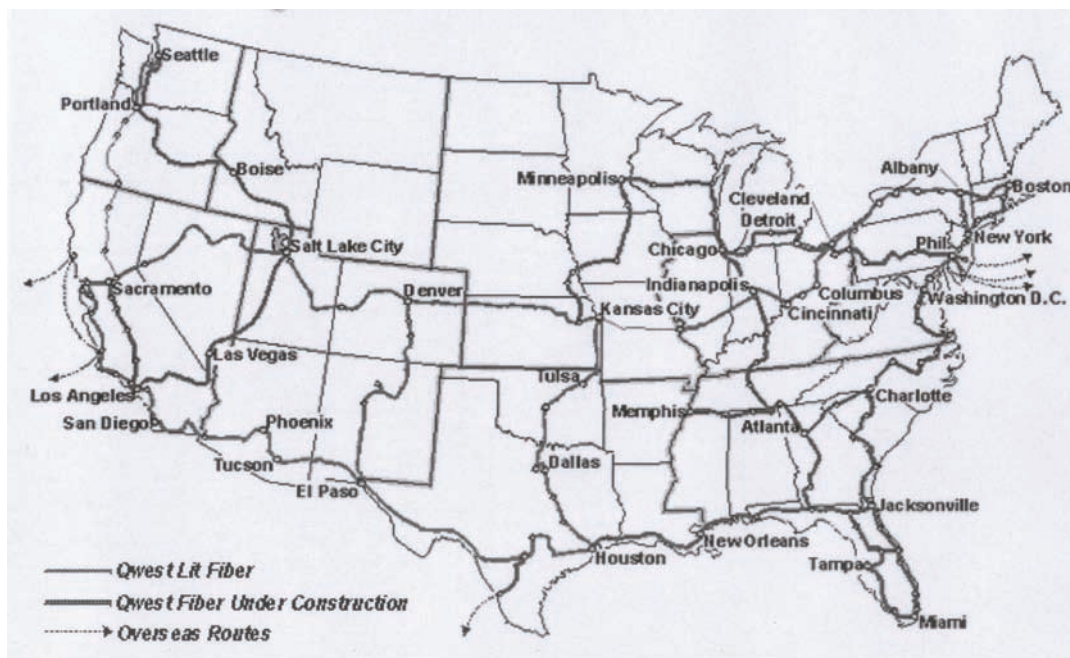 Seattle
Portland
Boise
Minneapolis
Albany
Boston
Cleveland
Detroit
Salt Lake City
Chicago
Phil.
New York
Sacramento
Denver
Indianapolis
Columbus
Washington D.C.
Kansas City
Cincinnati
Las Vegas
Tulsa
Los Angeles
Charlotte
San Diego
Phoenix
Memphis
Atlanta
Tucson
Dallas
El Paso
Jacksonville
New Orleans
Houston
Tampa
Miami
Qwest Lit Fiber
Qwest Fiber Under Construction
Overseas Routes